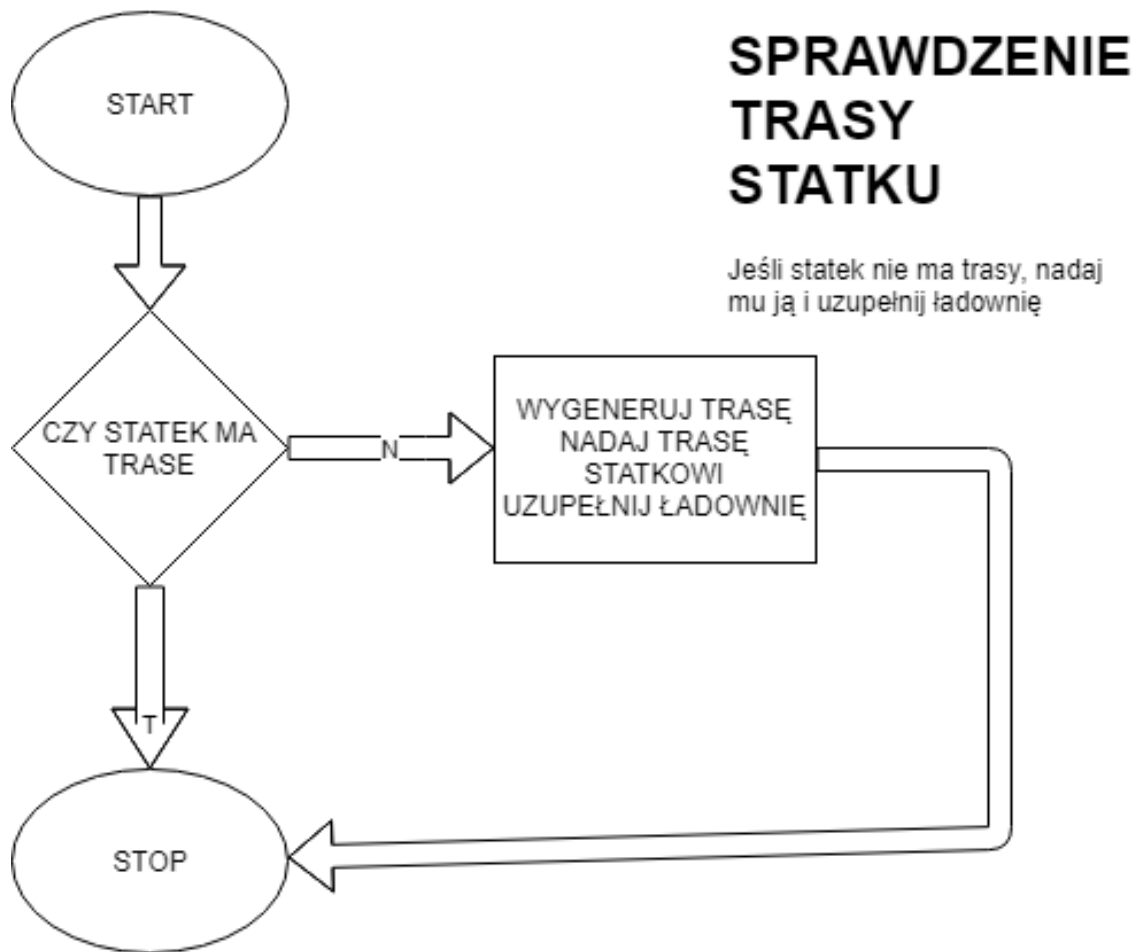 START
SPRAWDZENIE
TRASY
STATKU
Jeśli statek nie ma trasy, nadaj
mu ją i uzupełnij ładownię
CZY STATEK MA
TRASE
N
WYGENERUJ TRASĘ
NADAJ TRASĘ
STATKOWI
UZUPEŁNIJ ŁADOWNIĘ
T
STOP